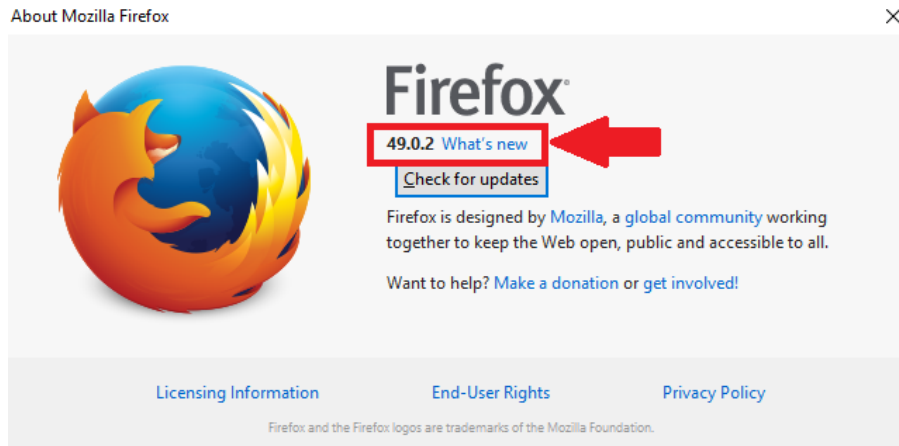 About Mozilla Firefox
Firefox®
49.0.2 What's new
Check for updates
Firefox is designed by Mozilla, a global community working
together to keep the Web open, public and accessible to all.
Want to help? Make a donation or get involved!
Licensing Information End-User Rights Privacy Policy
Firefox and the Firefox logos are trademarks of the Mozilla Foundation.